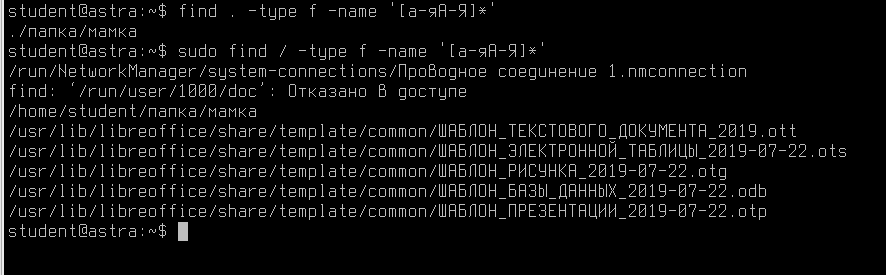 student@astra:~$ find . -type f -name '[а-яА-Я]*'
./папка/мамка
student@astra:~$ sudo find / -type f -name '[а-яА-Я]*'
/run/NetworkManager/system-connections/Проводное соединение 1.nmconnection
find: ‘/run/user/1000/doc’: Отказано в доступе
/home/student/папка/мамка
/usr/lib/libreoffice/share/template/common/ШАБЛОН_ТЕКСТОВОГО_ДОКУМЕНТА_2019.ott
/usr/lib/libreoffice/share/template/common/ШАБЛОН_ЭЛЕКТРОННОЙ_ТАБЛИЦЫ_2019-07-22.ots
/usr/lib/libreoffice/share/template/common/ШАБЛОН_РИСУНКА_2019-07-22.otg
/usr/lib/libreoffice/share/template/common/ШАБЛОН_БАЗЫ_ДАННЫХ_2019-07-22.odb
/usr/lib/libreoffice/share/template/common/ШАБЛОН_ПРЕЗЕНТАЦИИ_2019-07-22.otp
student@astra:~$